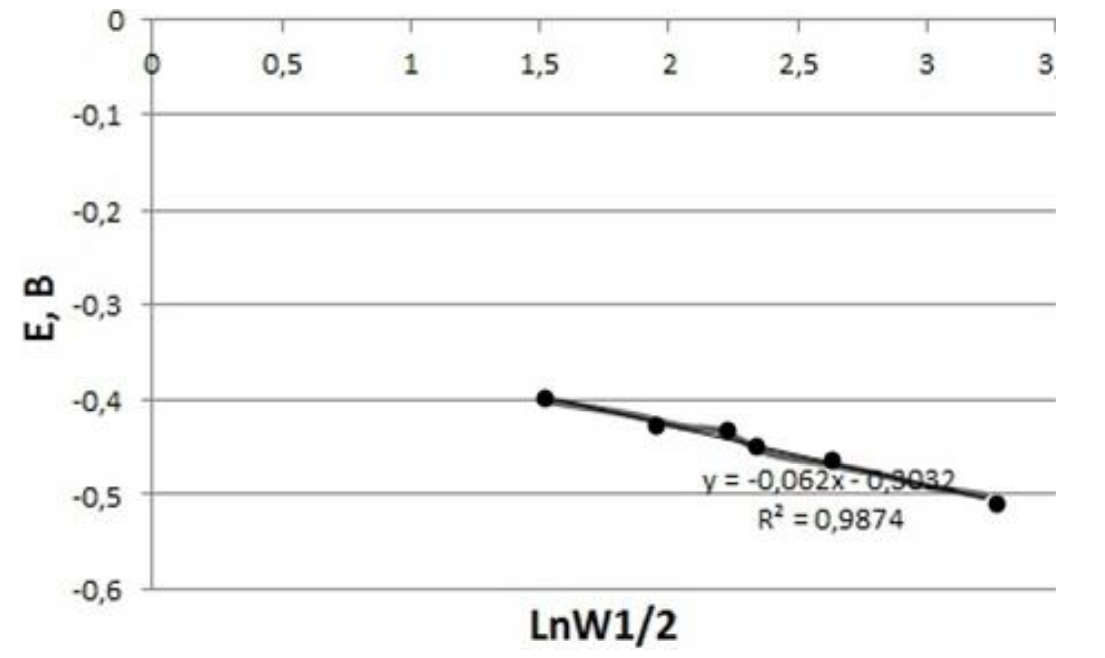 0
0 0,5 1 1,5 2 2,5 3 3,
-0,1
-0,2
-0,3
-0,4
-0,5
-0,6
E, B
y = -0,062x - 0,3032
R² = 0,9874
LnW1/2